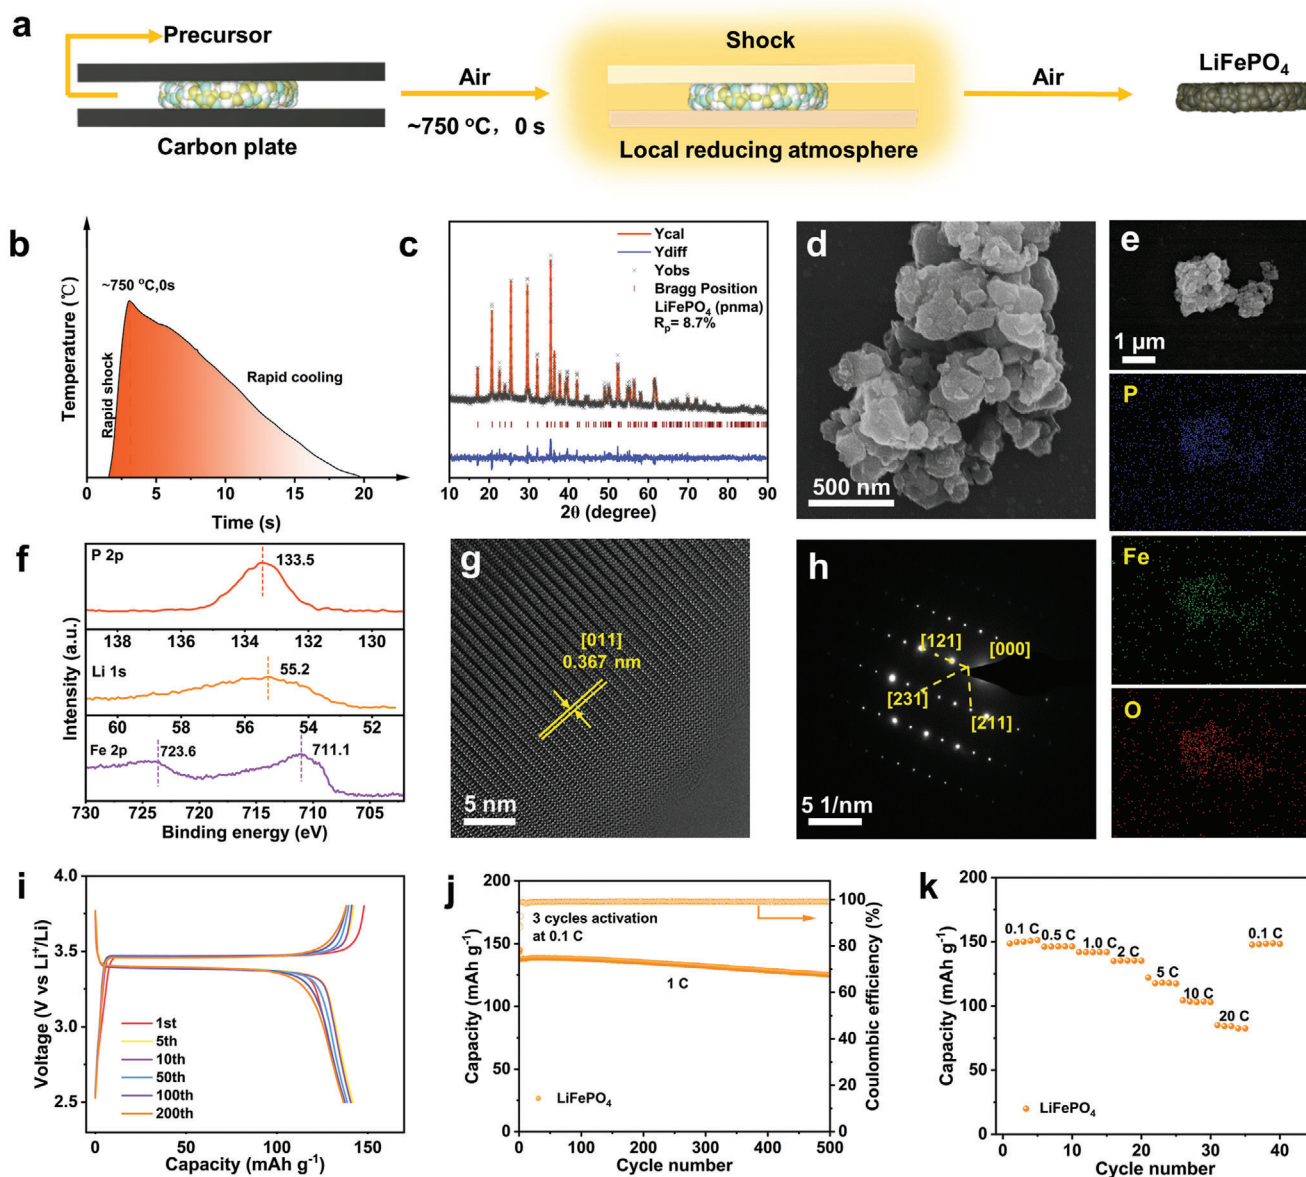 a
Precursor
Carbon plate
Air
~750 °C, 0 s
Shock
Local reducing atmosphere
Air
LiFePO4
b
Temperature (℃)
~750 °C,0s
Rapid shock
Rapid cooling
0 5 10 15 20
Time (s)
c
Ycal
Ydiff
Yobs
Bragg Position
LiFePO4 (pnma)
Rp= 8.7%
10 20 30 40 50 60 70 80 90
2θ (degree)
d
500 nm
e
1 μm
P
Fe
O
f
Intensity (a.u.)
P 2p
133.5
138 136 134 132 130
Li 1s
55.2
60 58 56 54 52
Fe 2p
723.6
711.1
730 725 720 715 710 705
Binding energy (eV)
g
[011]
0.367 nm
5 nm
h
[121]
[000]
[231]
[211]
5 1/nm
i
Voltage (V vs Li+/Li)
4.0
3.5
3.0
2.5
1st
5th
10th
50th
100th
200th
0 50 100 150
Capacity (mAh g-1)
j
Capacity (mAh g-1)
200
150
100
50
0
3 cycles activation
at 0.1 C
1 C
LiFePO4
100
80
60
40
20
0
Coulombic efficiency (%)
0 100 200 300 400 500
Cycle number
k
Capacity (mAh g-1)
200
150
100
50
0
0.1 C
0.5 C
1.0 C
2 C
5 C
10 C
20 C
0.1 C
LiFePO4
0 10 20 30 40
Cycle number